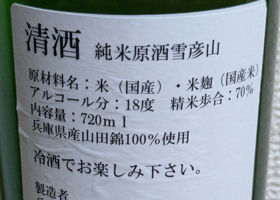 清酒 純米原酒雪彦山
原材料名：米（国産）・米麹（国産米）
アルコール分：18度 精米歩合：70%
内容量：720ml
兵庫県産山田錦100%使用
冷酒でお楽しみ下さい。
製造者